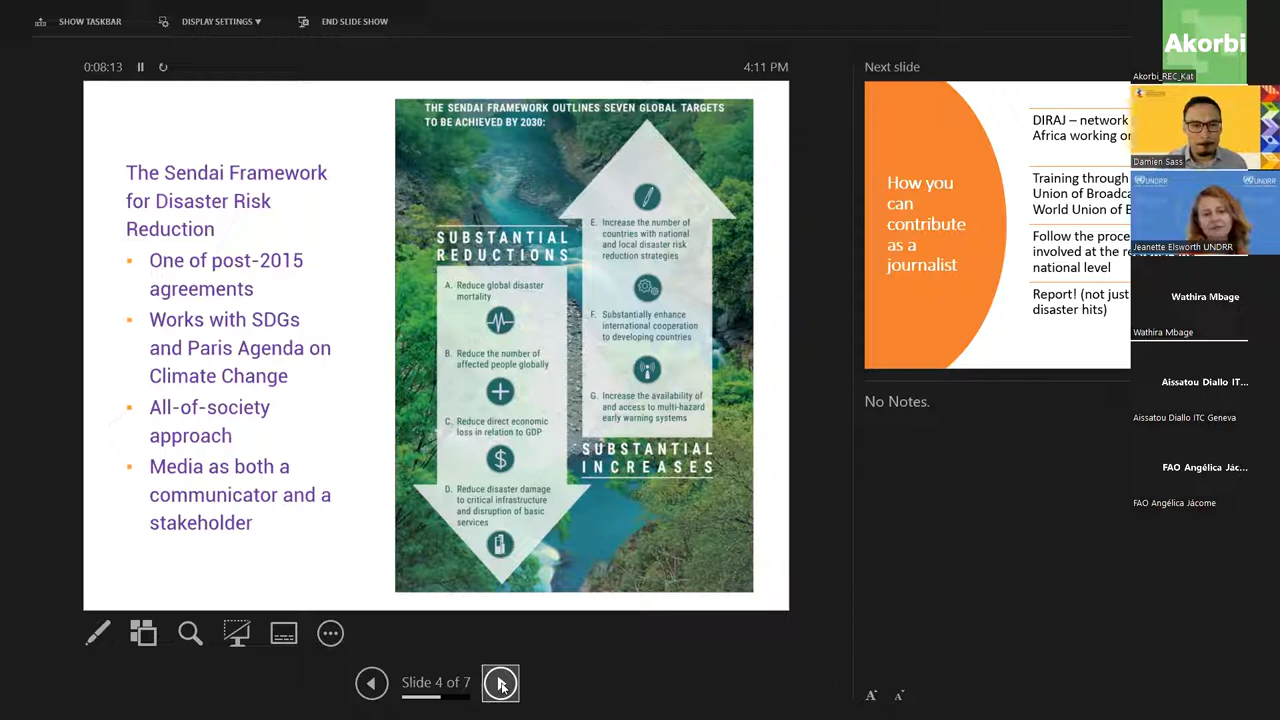 SHOW TASKBAR
DISPLAY SETTINGS ▼
END SLIDE SHOW
0:08:13
4:11 PM
The Sendai Framework
for Disaster Risk
Reduction
One of post-2015
agreements
Works with SDGs
and Paris Agenda on
Climate Change
All-of-society
approach
Media as both a
communicator and a
stakeholder
THE SENDAI FRAMEWORK OUTLINES SEVEN GLOBAL TARGETS
TO BE ACHIEVED BY 2030:
SUBSTANTIAL
REDUCTIONS
A. Reduce global disaster
mortality
B. Reduce the number of
affected people globally
C. Reduce direct economic
loss in relation to GDP
$
D. Reduce disaster damage
to critical infrastructure
and disruption of basic
services
E. Increase the number of
countries with national
and local disaster risk
reduction strategies
F. Substantially enhance
international cooperation
to developing countries
G. Increase the availability of
and access to multi-hazard
early warning systems
SUBSTANTIAL
INCREASES
Slide 4 of 7
Next slide
How you
can
contribute
as a
journalist
DIRAJ – network
Africa working
Training through
Union of
World Union of
Follow the
involved at the
national level
Report! (not just
disaster hits)
No Notes.
A
A
Akorbi
Akorbi_REC_Kat
Damien Sass
UNDRR
UNDRR
Jeanette Elsworth UNDRR
Wathira Mbage
Wathira Mbage
Aissatou Diallo IT...
Aissatou Diallo ITC Geneva
FAO Angélica Jác...
FAO Angélica Jácome